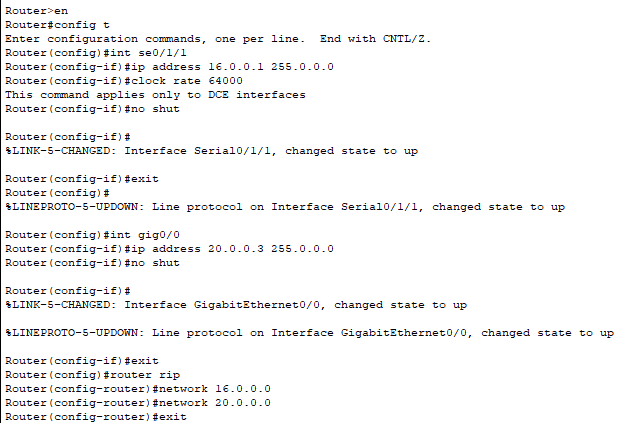 Router>en
Router#config t
Enter configuration commands, one per line.  End with CNTL/Z.
Router(config)#int se0/1/1
Router(config-if)#ip address 16.0.0.1 255.0.0.0
Router(config-if)#clock rate 64000
This command applies only to DCE interfaces
Router(config-if)#no shut
Router(config-if)#
%LINK-5-CHANGED: Interface Serial0/1/1, changed state to up
Router(config-if)#exit
Router(config)#
%LINEPROTO-5-UPDOWN: Line protocol on Interface Serial0/1/1, changed state to up
Router(config)#int gig0/0
Router(config-if)#ip address 20.0.0.3 255.0.0.0
Router(config-if)#no shut
Router(config-if)#
%LINK-5-CHANGED: Interface GigabitEthernet0/0, changed state to up
%LINEPROTO-5-UPDOWN: Line protocol on Interface GigabitEthernet0/0, changed state to up
Router(config-if)#exit
Router(config)#router rip
Router(config-router)#network 16.0.0.0
Router(config-router)#network 20.0.0.0
Router(config-router)#exit